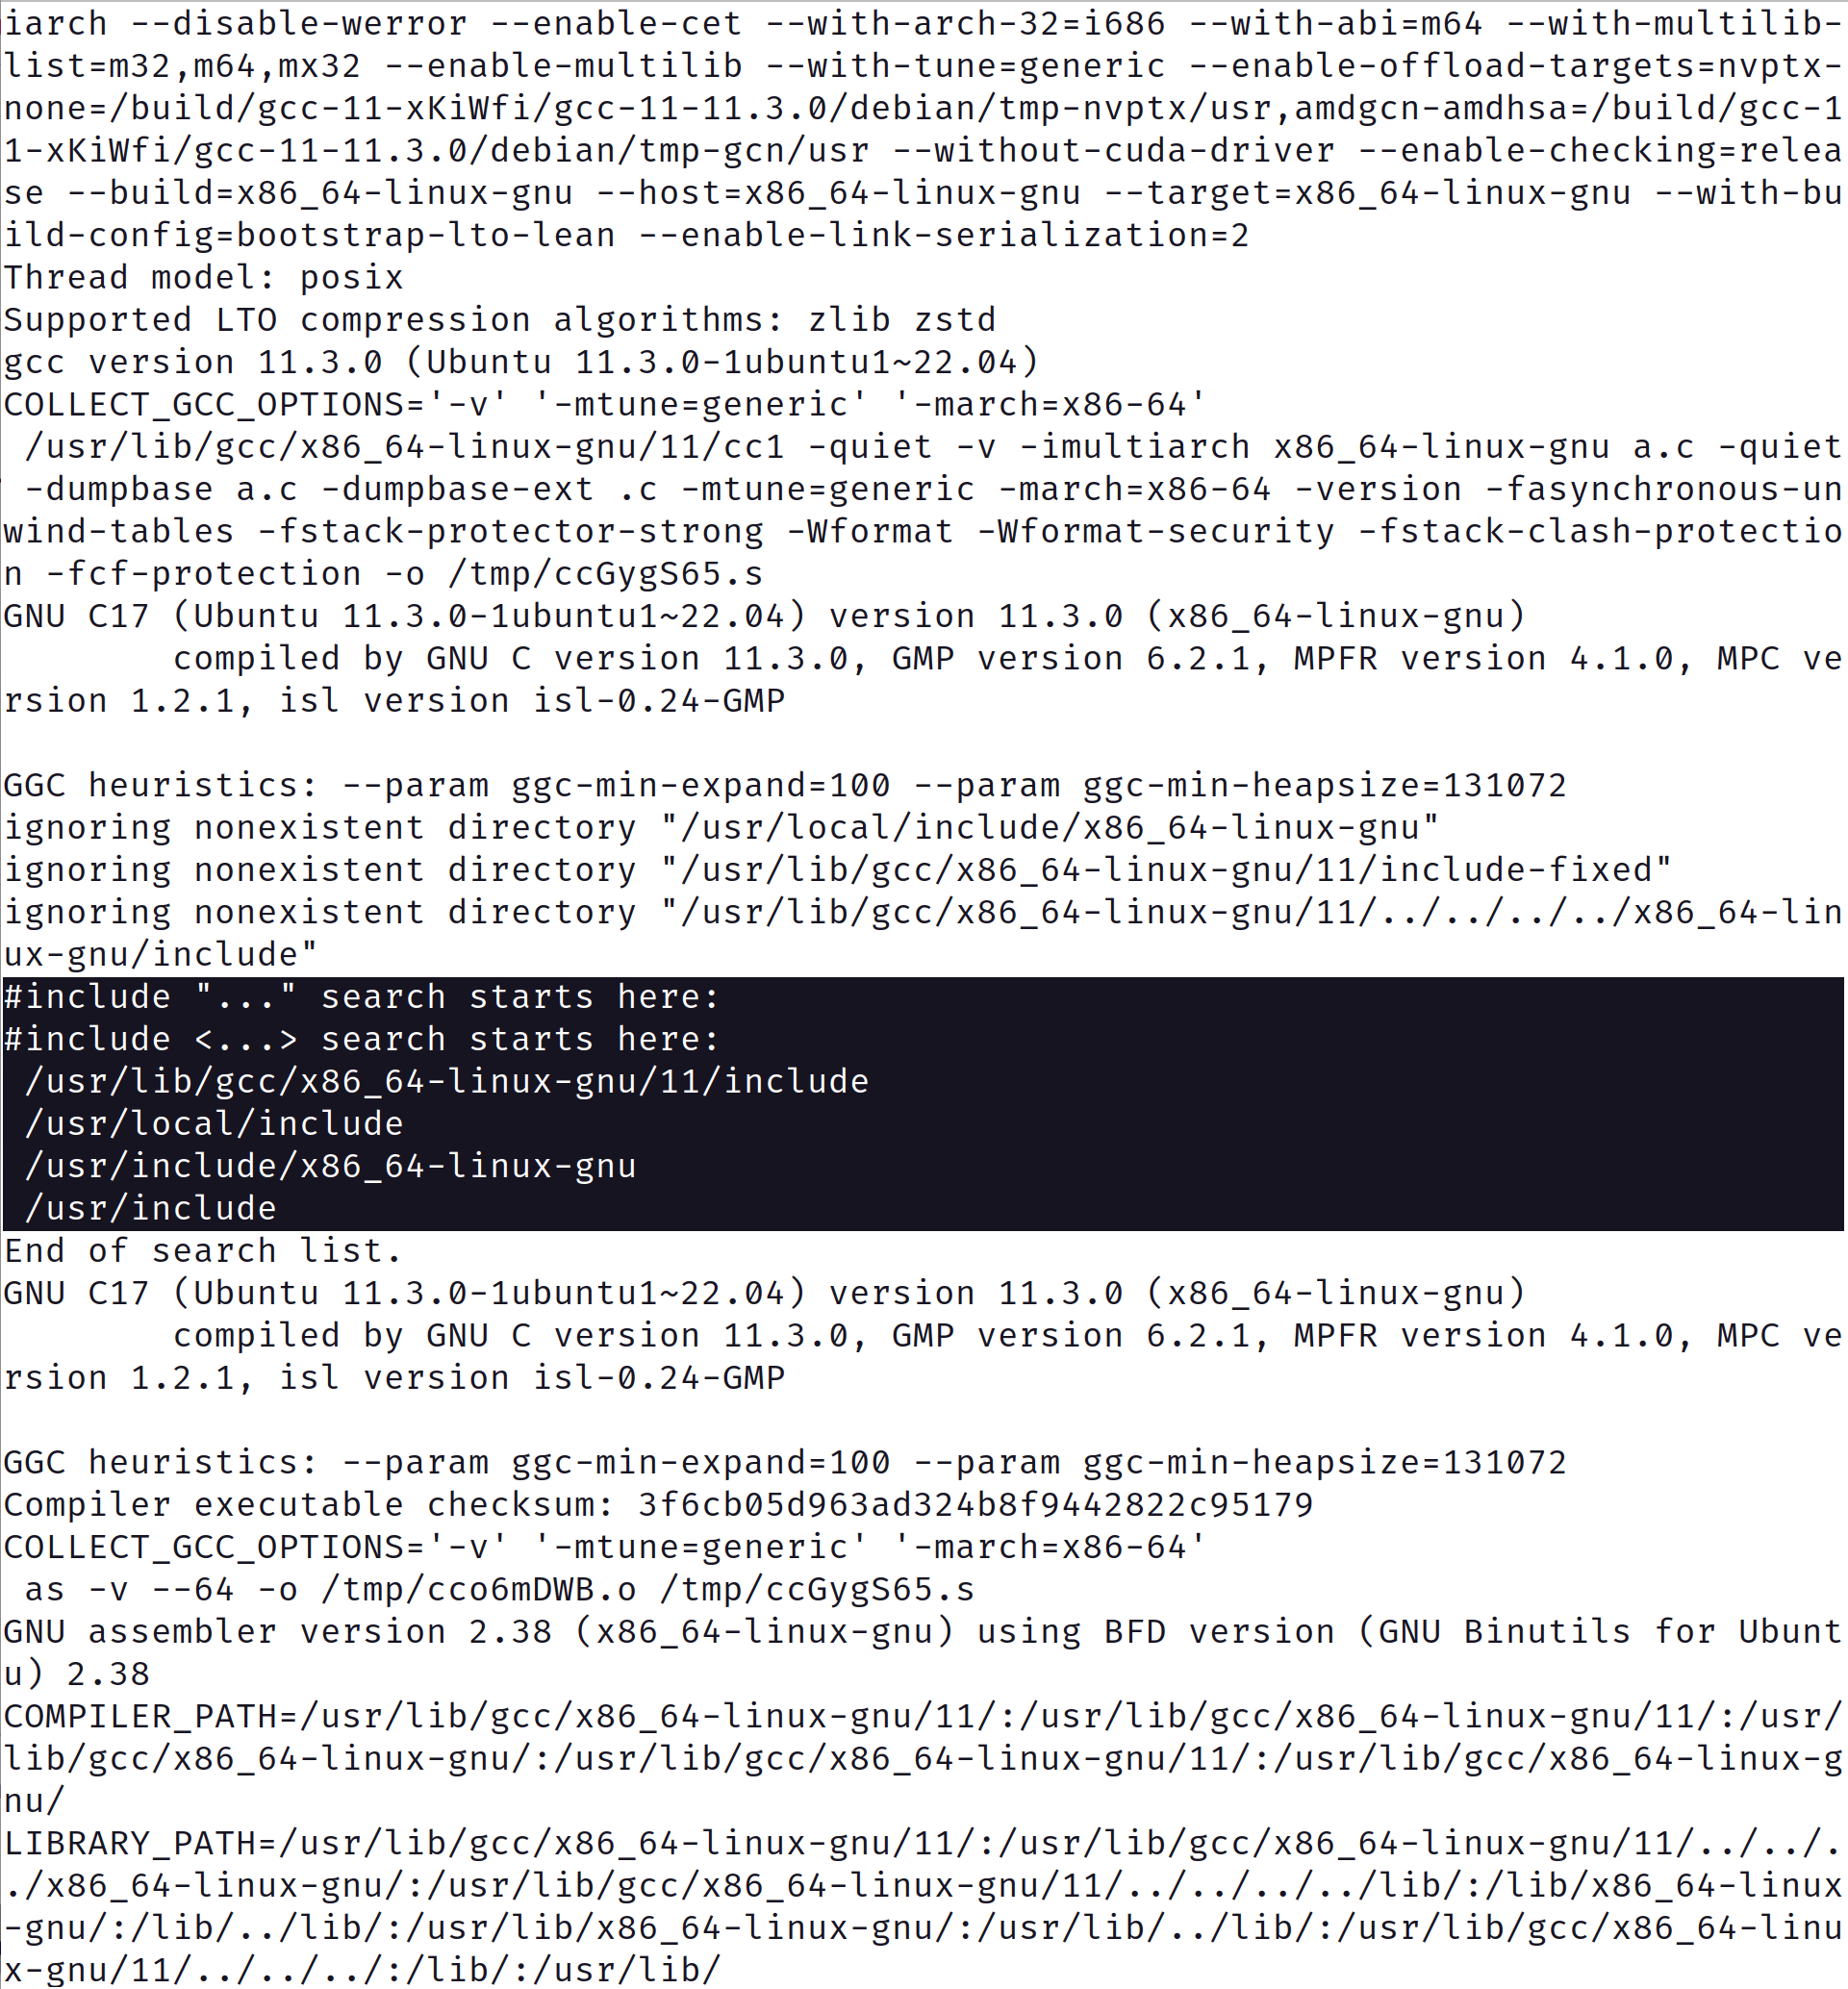 iarch --disable-werror --enable-cet --with-arch-32=i686 --with-abi=m64 --with-multilib-
list=m32,m64,mx32 --enable-multilib --with-tune=generic --enable-offload-targets=nvptx-
none=/build/gcc-11-xKiWfi/gcc-11-11.3.0/debian/tmp-nvptx/usr,amdgcn-amdhsa=/build/gcc-1
1-xKiWfi/gcc-11-11.3.0/debian/tmp-gcn/usr --without-cuda-driver --enable-checking=relea
se --build=x86_64-linux-gnu --host=x86_64-linux-gnu --target=x86_64-linux-gnu --with-bu
ild-config=bootstrap-lto-lean --enable-link-serialization=2
Thread model: posix
Supported LTO compression algorithms: zlib zstd
gcc version 11.3.0 (Ubuntu 11.3.0-1ubuntu1~22.04)
COLLECT_GCC_OPTIONS='-v' '-mtune=generic' '-march=x86-64'
 /usr/lib/gcc/x86_64-linux-gnu/11/cc1 -quiet -v -imultiarch x86_64-linux-gnu a.c -quiet
 -dumpbase a.c -dumpbase-ext .c -mtune=generic -march=x86-64 -version -fasynchronous-un
wind-tables -fstack-protector-strong -Wformat -Wformat-security -fstack-clash-protectio
n -fcf-protection -o /tmp/ccGygS65.s
GNU C17 (Ubuntu 11.3.0-1ubuntu1~22.04) version 11.3.0 (x86_64-linux-gnu)
        compiled by GNU C version 11.3.0, GMP version 6.2.1, MPFR version 4.1.0, MPC ve
rsion 1.2.1, isl version isl-0.24-GMP

GGC heuristics: --param ggc-min-expand=100 --param ggc-min-heapsize=131072
ignoring nonexistent directory "/usr/local/include/x86_64-linux-gnu"
ignoring nonexistent directory "/usr/lib/gcc/x86_64-linux-gnu/11/include-fixed"
ignoring nonexistent directory "/usr/lib/gcc/x86_64-linux-gnu/11/../../../../x86_64-lin
ux-gnu/include"
#include "..." search starts here:
#include <...> search starts here:
 /usr/lib/gcc/x86_64-linux-gnu/11/include
 /usr/local/include
 /usr/include/x86_64-linux-gnu
 /usr/include
End of search list.
GNU C17 (Ubuntu 11.3.0-1ubuntu1~22.04) version 11.3.0 (x86_64-linux-gnu)
        compiled by GNU C version 11.3.0, GMP version 6.2.1, MPFR version 4.1.0, MPC ve
rsion 1.2.1, isl version isl-0.24-GMP

GGC heuristics: --param ggc-min-expand=100 --param ggc-min-heapsize=131072
Compiler executable checksum: 3f6cb05d963ad324b8f9442822c95179
COLLECT_GCC_OPTIONS='-v' '-mtune=generic' '-march=x86-64'
 as -v --64 -o /tmp/cco6mDWB.o /tmp/ccGygS65.s
GNU assembler version 2.38 (x86_64-linux-gnu) using BFD version (GNU Binutils for Ubunt
u) 2.38
COMPILER_PATH=/usr/lib/gcc/x86_64-linux-gnu/11/:/usr/lib/gcc/x86_64-linux-gnu/11/:/usr/
lib/gcc/x86_64-linux-gnu/:/usr/lib/gcc/x86_64-linux-gnu/11/:/usr/lib/gcc/x86_64-linux-g
nu/
LIBRARY_PATH=/usr/lib/gcc/x86_64-linux-gnu/11/:/usr/lib/gcc/x86_64-linux-gnu/11/../../.
./x86_64-linux-gnu/:/usr/lib/gcc/x86_64-linux-gnu/11/../../../../lib/:/lib/x86_64-linux
-gnu/:/lib/../lib/:/usr/lib/x86_64-linux-gnu/:/usr/lib/../lib/:/usr/lib/gcc/x86_64-linu
x-gnu/11/../../../:/lib/:/usr/lib/